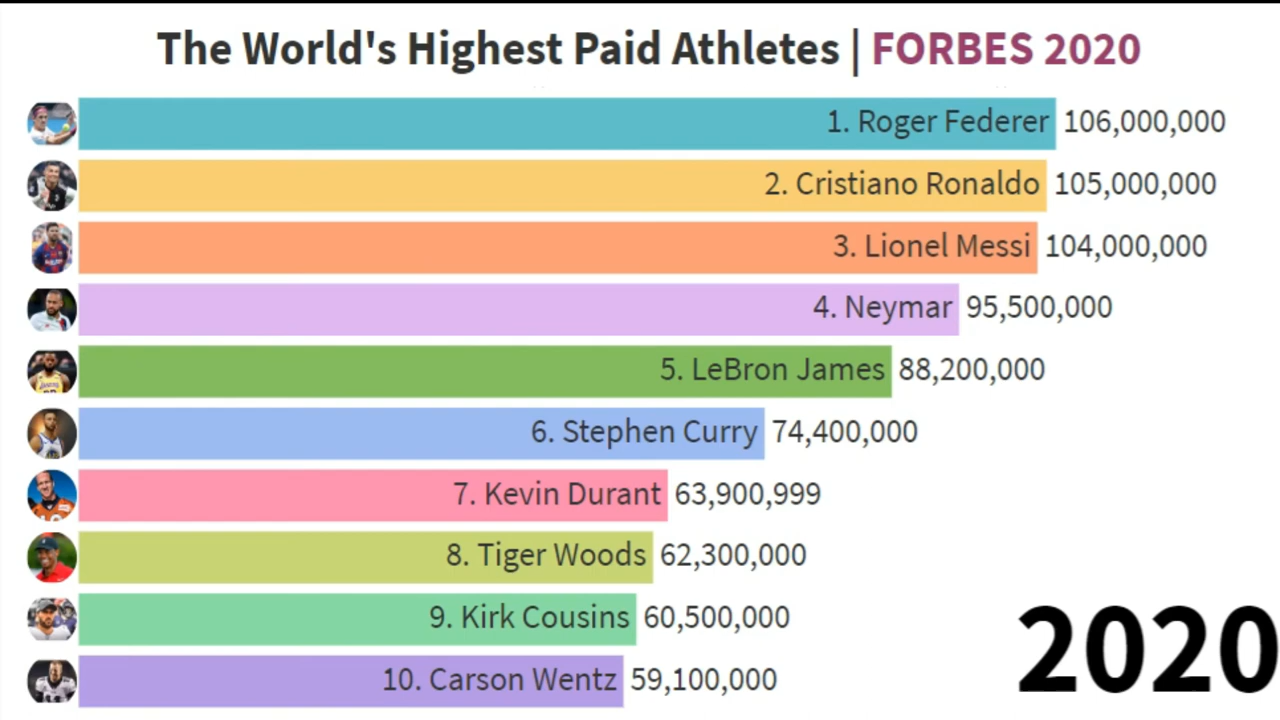 The World's Highest Paid Athletes | FORBES 2020
1. Roger Federer 106,000,000
2. Cristiano Ronaldo 105,000,000
3. Lionel Messi 104,000,000
4. Neymar 95,500,000
5. LeBron James 88,200,000
6. Stephen Curry 74,400,000
7. Kevin Durant 63,900,999
8. Tiger Woods 62,300,000
9. Kirk Cousins 60,500,000
10. Carson Wentz 59,100,000
2020